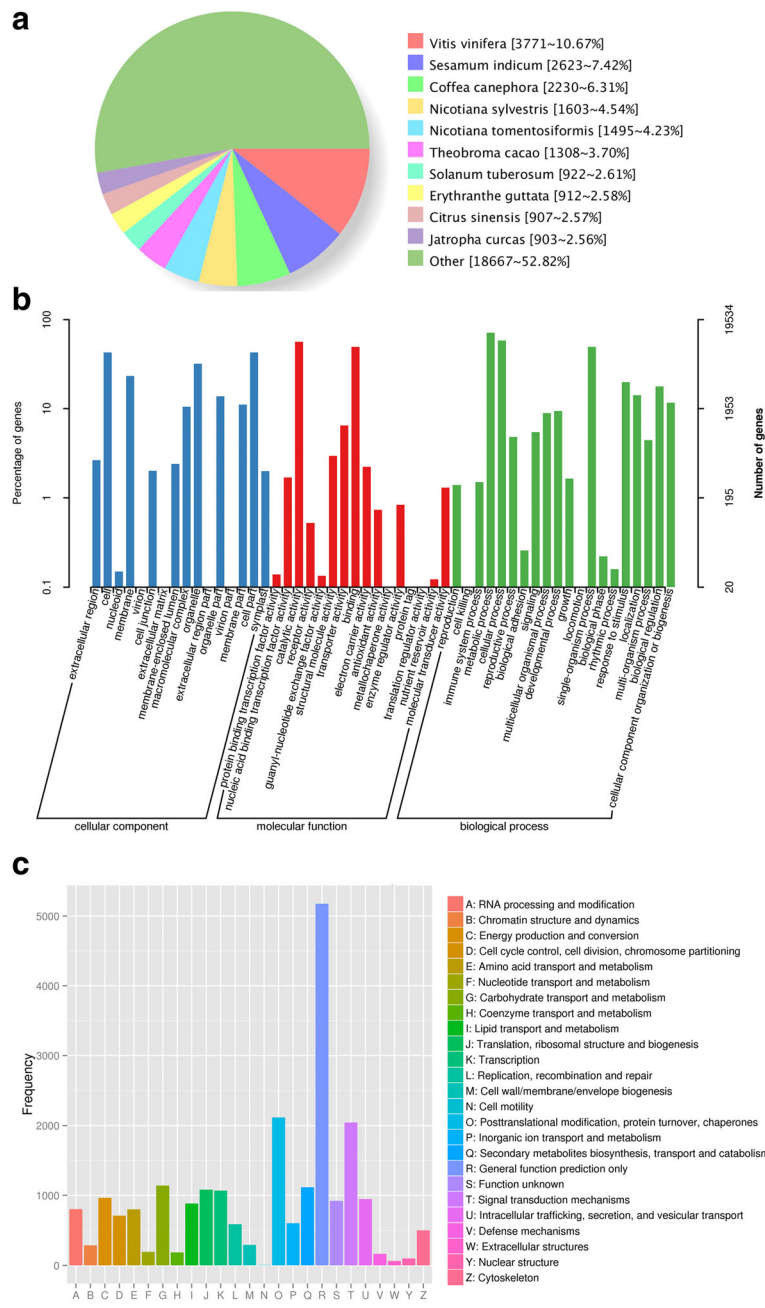 a
Vitis vinifera [3771~10.67%]
Sesamum indicum [2623~7.42%]
Coffea canephora [2230~6.31%]
Nicotiana sylvestris [1603~4.54%]
Nicotiana tomentosiformis [1495~4.23%]
Theobroma cacao [1308~3.70%]
Solanum tuberosum [922~2.61%]
Erythranthe guttata [912~2.58%]
Citrus sinensis [907~2.57%]
Jatropha curcas [903~2.56%]
Other [18667~52.82%]
b
Percentage of genes
100
10
1
0.1
19534
1953
195
20
Number of genes
extracellular region
cell
nucleoid
membrane
virion
cell junction
extracellular matrix
membrane-enclosed lumen
macromolecular complex
organelle
extracellular region part
organelle part
virion part
membrane part
cell part
symplast
protein binding transcription factor activity
nucleic acid binding transcription factor activity
catalytic activity
receptor activity
guanyl-nucleotide exchange factor activity
structural molecule activity
transporter activity
binding
electron carrier activity
antioxidant activity
metallochaperone activity
enzyme regulator activity
protein tag
translation regulator activity
nutrient reservoir activity
molecular transducer activity
reproduction
cell killing
immune system process
metabolic process
cellular process
reproductive process
biological adhesion
signaling
multicellular organismal process
developmental process
growth
locomotion
single-organism process
biological phase
rhythmic process
response to stimulus
localization
multi-organism process
biological regulation
cellular component organization or biogenesis
cellular component
molecular function
biological process
c
Frequency
5000
4000
3000
2000
1000
0
A B C D E F G H I J K L M N O P Q R S T U V W Y Z
A: RNA processing and modification
B: Chromatin structure and dynamics
C: Energy production and conversion
D: Cell cycle control, cell division, chromosome partitioning
E: Amino acid transport and metabolism
F: Nucleotide transport and metabolism
G: Carbohydrate transport and metabolism
H: Coenzyme transport and metabolism
I: Lipid transport and metabolism
J: Translation, ribosomal structure and biogenesis
K: Transcription
L: Replication, recombination and repair
M: Cell wall/membrane/envelope biogenesis
N: Cell motility
O: Posttranslational modification, protein turnover, chaperones
P: Inorganic ion transport and metabolism
Q: Secondary metabolites biosynthesis, transport and catabolism
R: General function prediction only
S: Function unknown
T: Signal transduction mechanisms
U: Intracellular trafficking, secretion, and vesicular transport
V: Defense mechanisms
W: Extracellular structures
Y: Nuclear structure
Z: Cytoskeleton